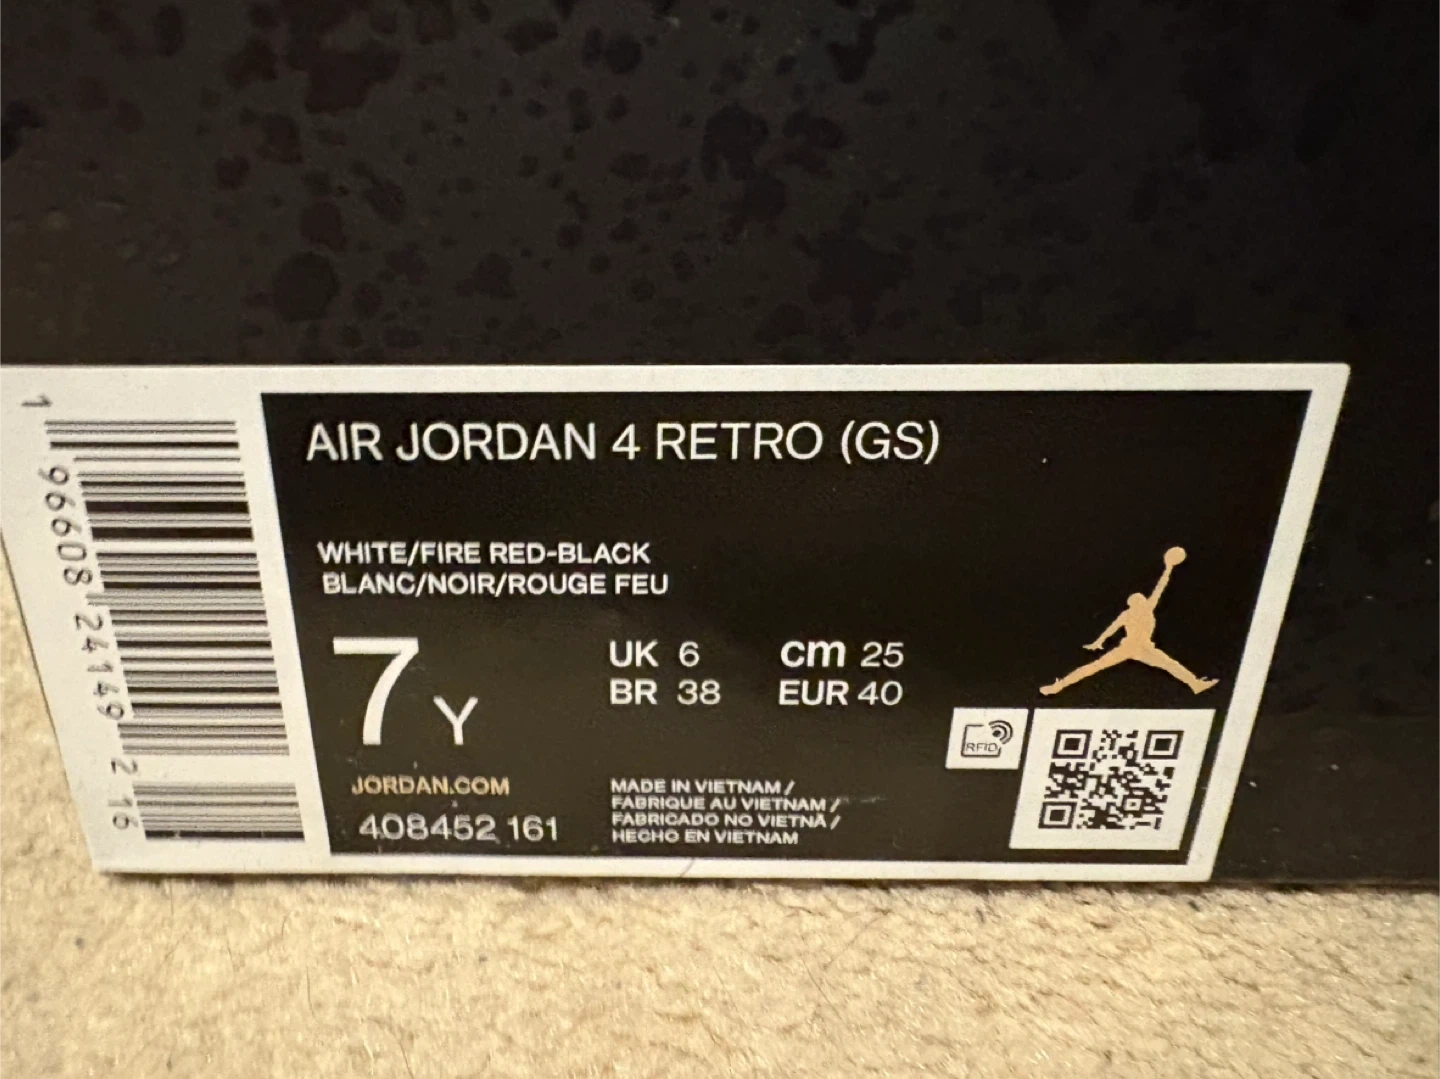 AIR JORDAN 4 RETRO (GS)
WHITE/FIRE RED-BLACK
BLANC/NOIR/ROUGE FEU
7 Y
UK 6 cm 25
BR 38 EUR 40
JORDAN.COM
408452 161
MADE IN VIETNAM /
FABRIQUE AU VIETNAM /
FABRICADO NO VIETNÃ /
HECHO EN VIETNAM
RFID
1 96608 24149 2 16